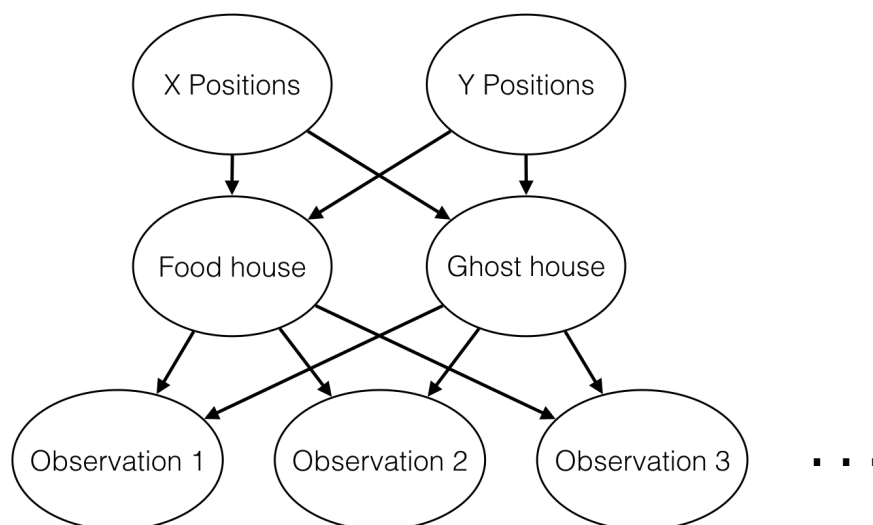 X Positions
Y Positions
Food house
Ghost house
Observation 1
Observation 2
Observation 3
. . .